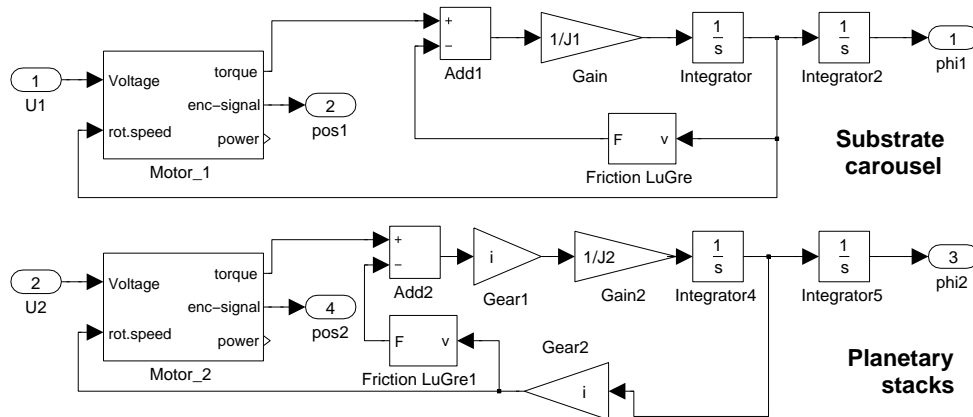 1
U1
Voltage
rot.speed
torque
enc−signal
power
Motor_1
2
pos1
+
−
Add1
1/J1
Gain
1
s
Integrator
1
s
Integrator2
1
phi1
F
v
Friction LuGre
Substrate
carousel
2
U2
Voltage
rot.speed
torque
enc−signal
power
Motor_2
4
pos2
+
−
Add2
i
Gear1
1/J2
Gain2
1
s
Integrator4
1
s
Integrator5
3
phi2
F
v
Friction LuGre1
Gear2
i
Planetary
stacks